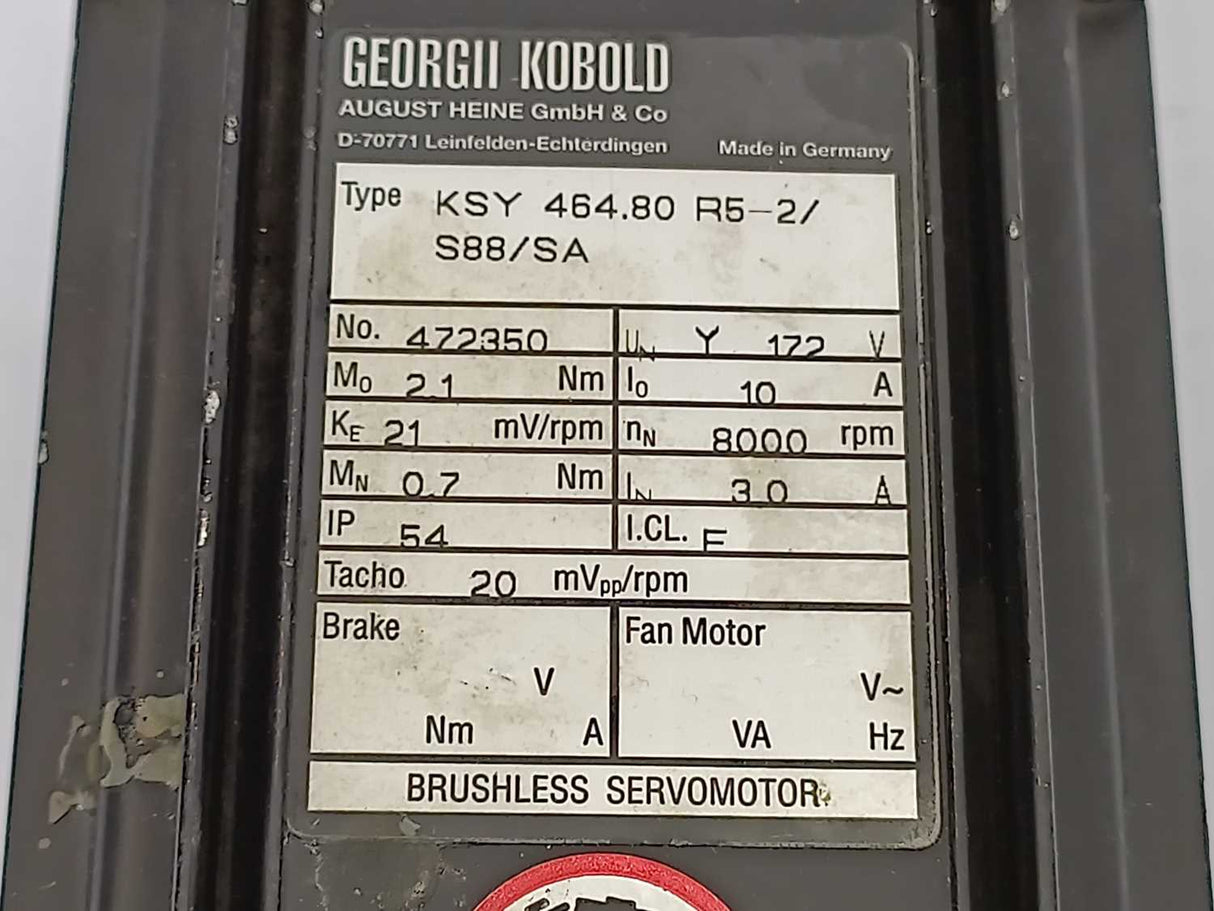 GEORGII KOBOLD
AUGUST HEINE GmbH & Co
D-70771 Leinfelden-Echterdingen Made in Germany
Type KSY 464.80 R5-2/
S88/SA
No. 472350 UN Y 172 V
M0 2.1 Nm I0 10 A
KE 21 mV/rpm nN 8000 rpm
MN 0.7 Nm IN 3.0 A
IP 54 I.CL. F
Tacho 20 mVpp/rpm
Brake Fan Motor
V V~
Nm A VA Hz
BRUSHLESS SERVOMOTOR